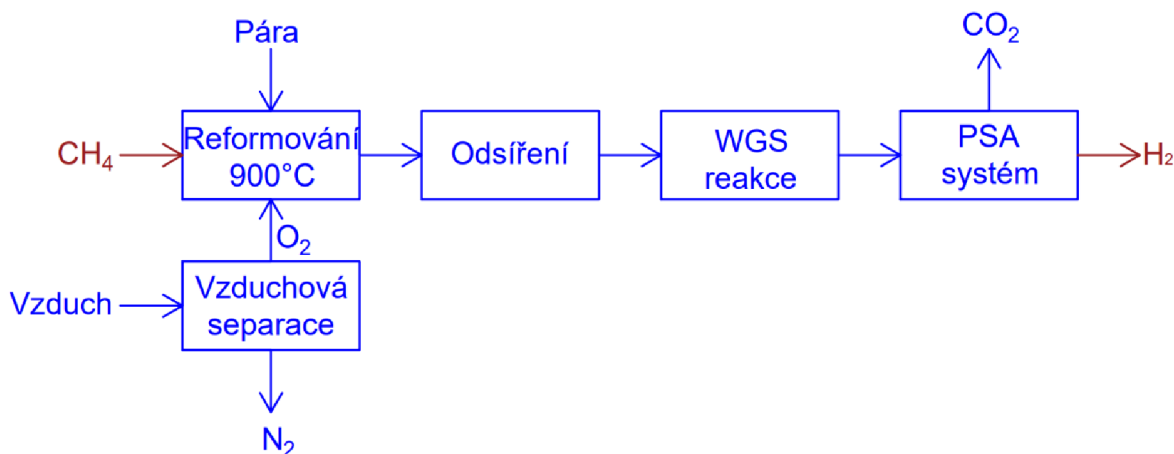 Pára
CO₂
CH₄
Reformování
900°C
Odsíření
WGS
reakce
PSA
systém
H₂
O₂
Vzduch
Vzduchová
separace
N₂